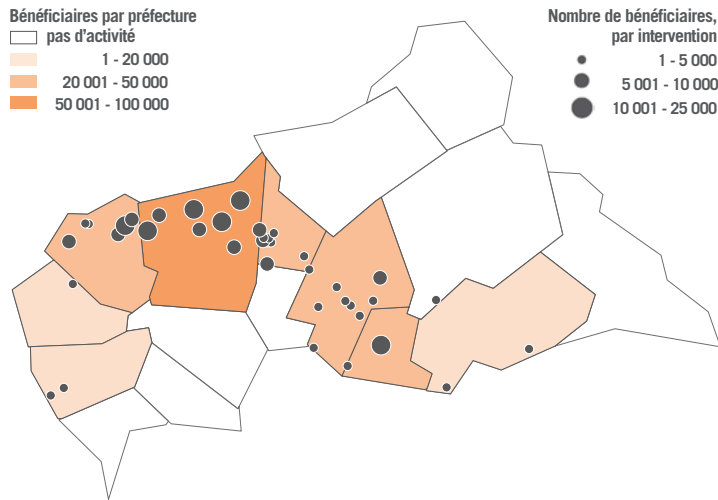 Bénéficiaires par préfecture
pas d'activité
1 - 20 000
20 001 - 50 000
50 001 - 100 000
Nombre de bénéficiaires,
par intervention
1 - 5 000
5 001 - 10 000
10 001 - 25 000